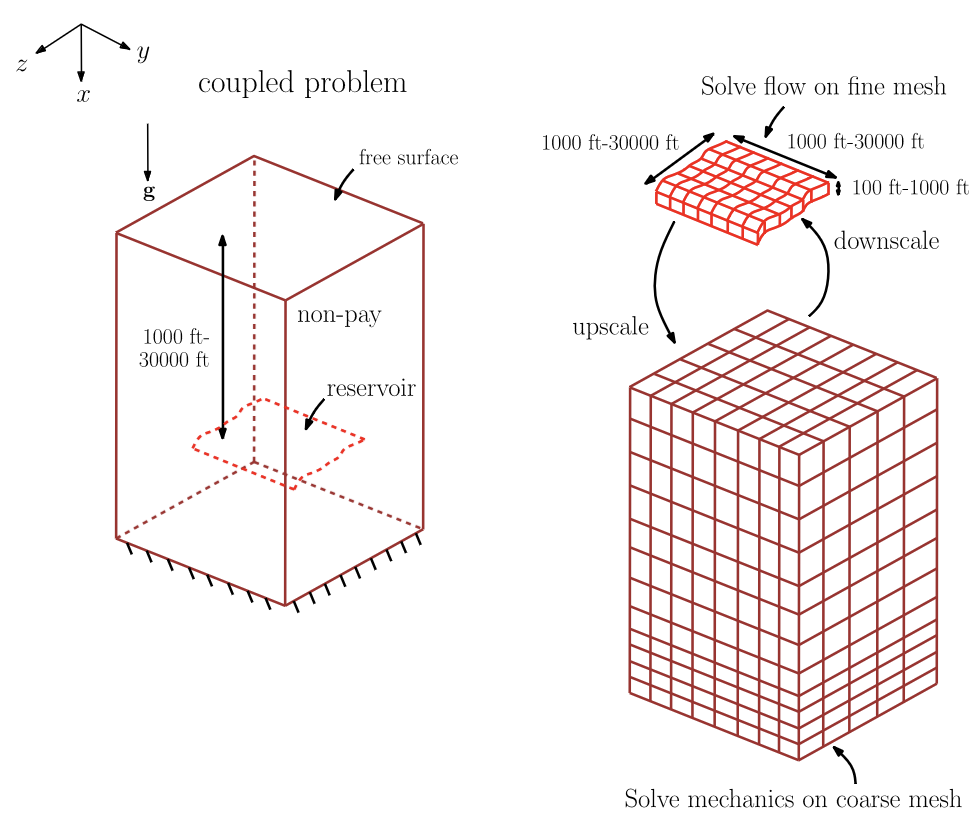 z
y
x
coupled problem
g
free surface
non-pay
1000 ft-
30000 ft
reservoir
Solve flow on fine mesh
1000 ft-30000 ft
1000 ft-30000 ft
100 ft-1000 ft
downscale
upscale
Solve mechanics on coarse mesh